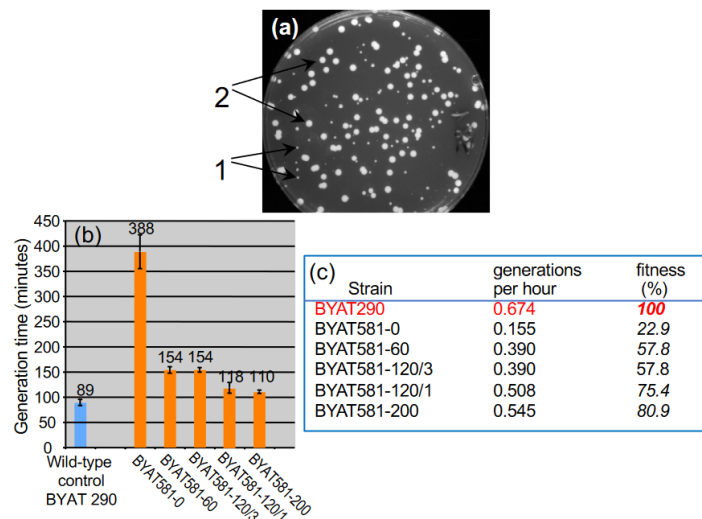 (a)
2
1
(b)
Generation time (minutes)
450
400
350
300
250
200
150
100
50
0
89
388
154
154
118
110
Wild-type
control
BYAT 290
BYAT581-0
BYAT581-60
BYAT581-120/3
BYAT581-120/1
BYAT581-200
(c)
Strain generations per hour fitness (%)
BYAT290 0.674 100
BYAT581-0 0.155 22.9
BYAT581-60 0.390 57.8
BYAT581-120/3 0.390 57.8
BYAT581-120/1 0.508 75.4
BYAT581-200 0.545 80.9